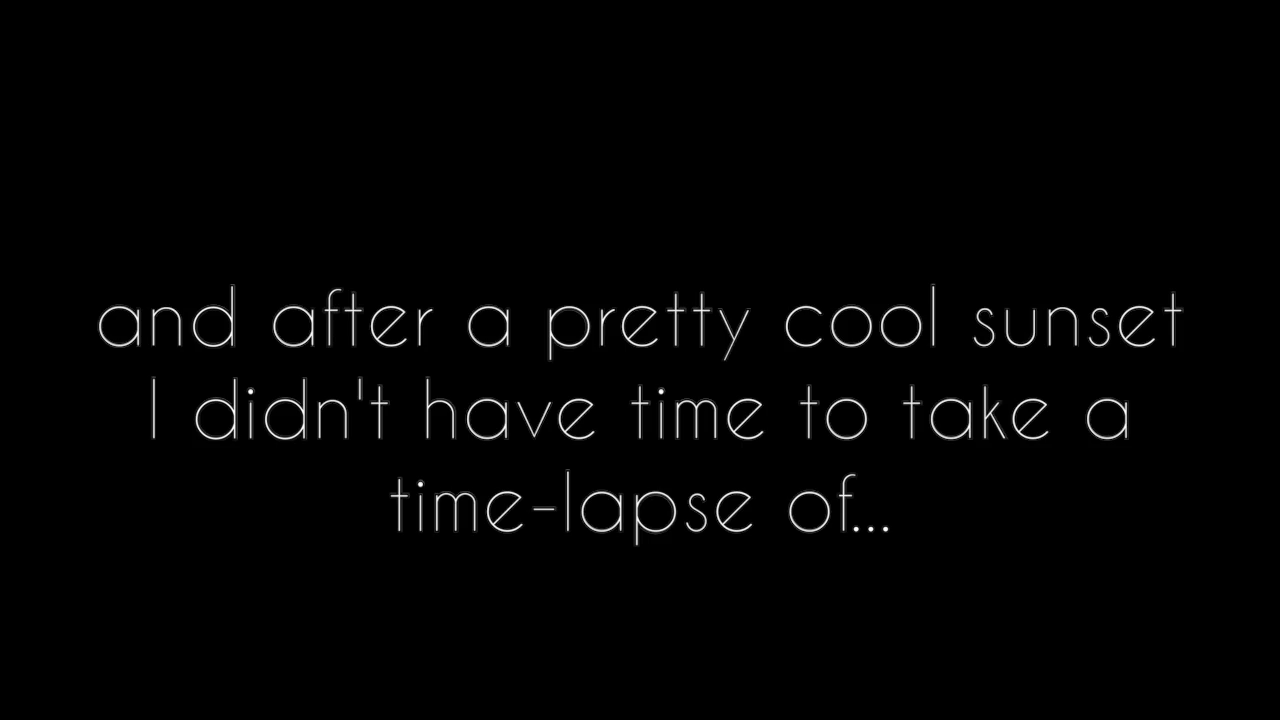 and after a pretty cool sunset
I didn't have time to take a
time-lapse of...